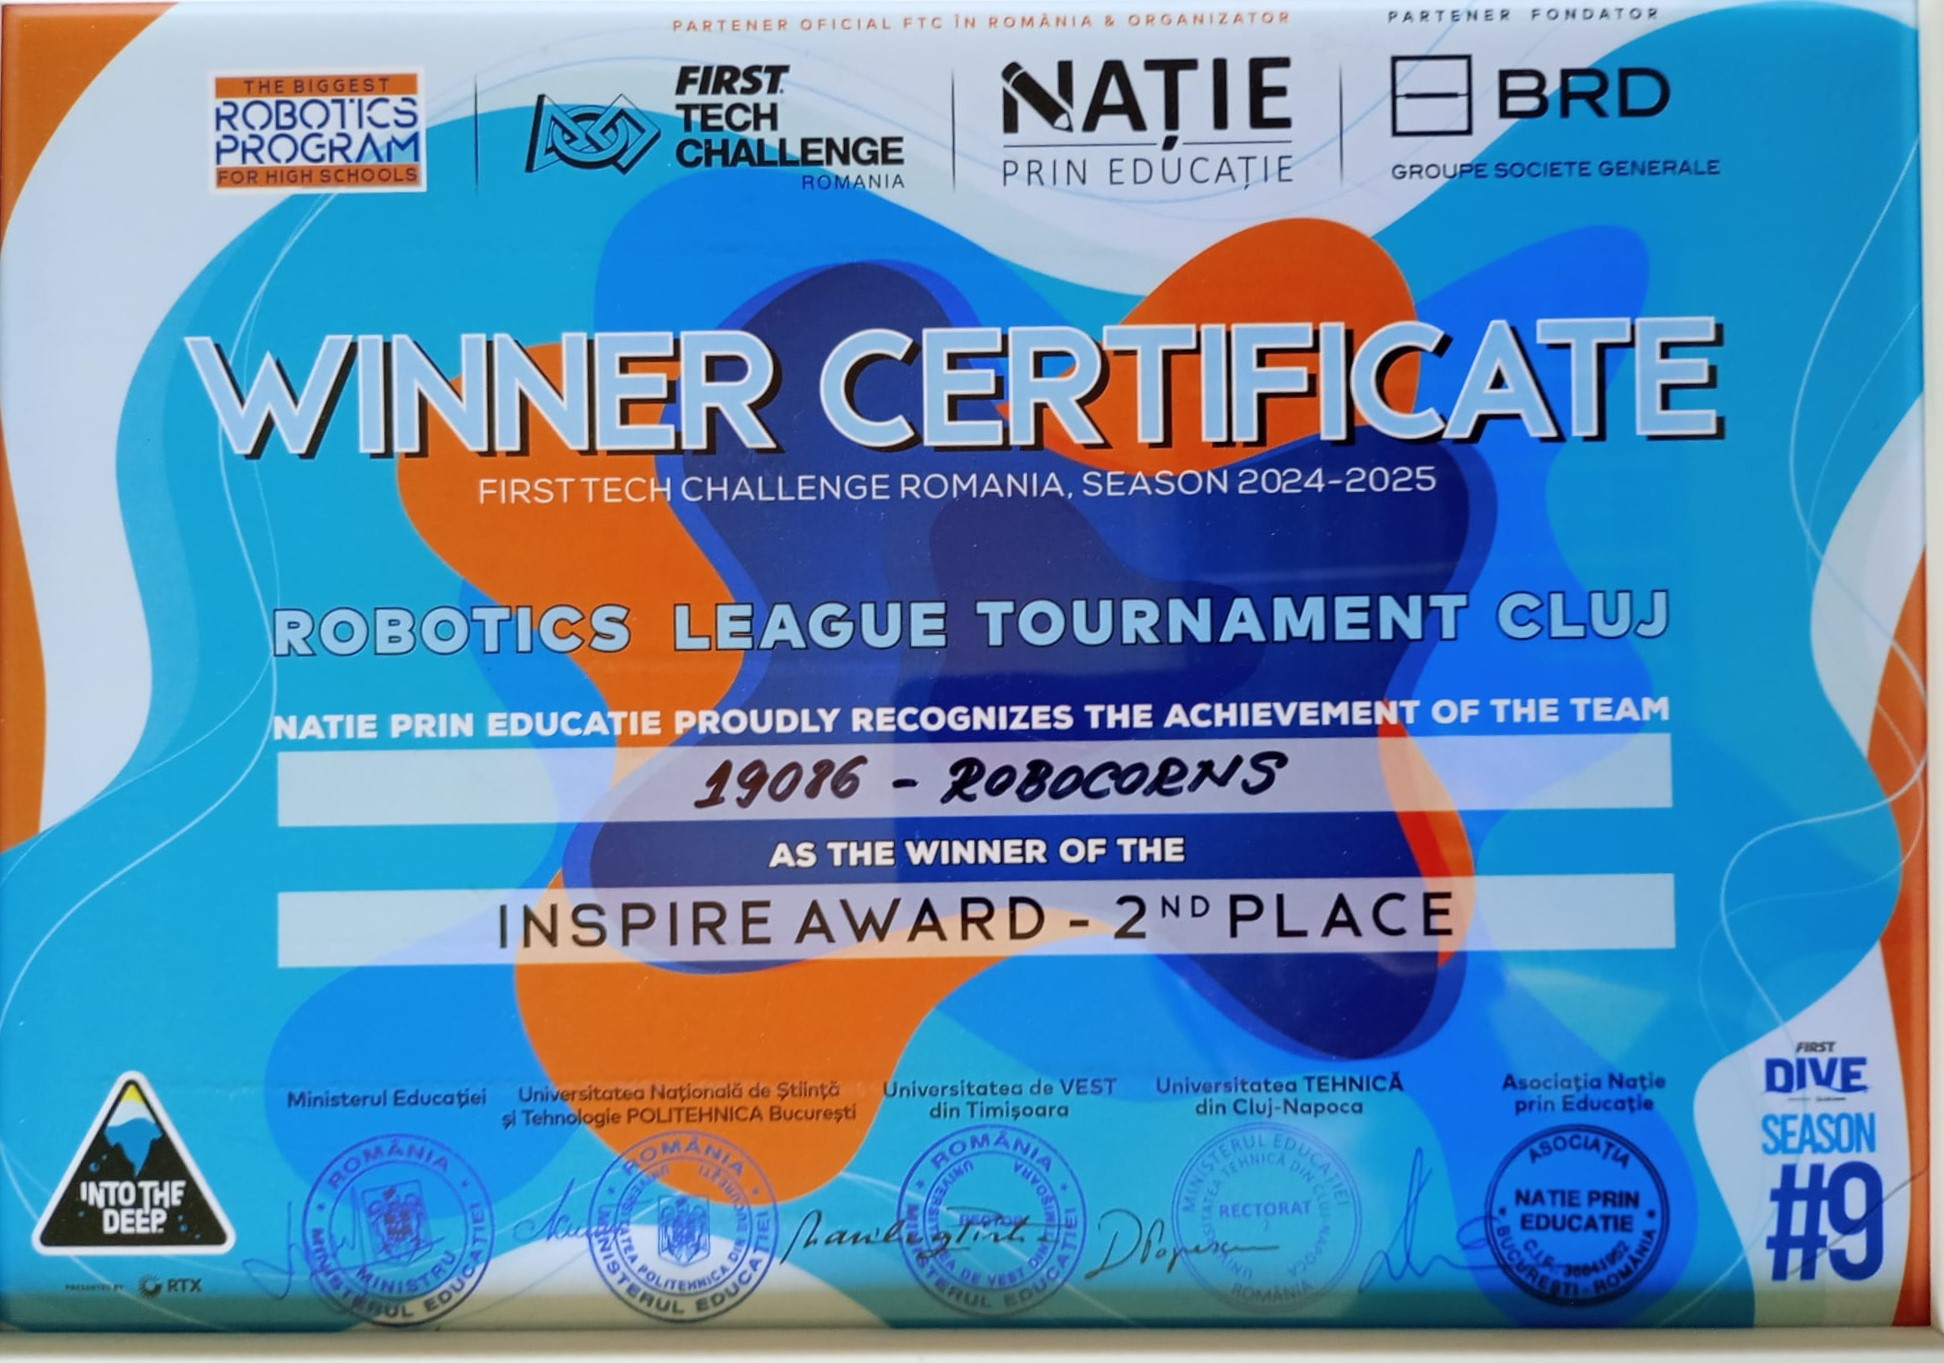 PARTENER OFICIAL FTC ÎN ROMÂNIA & ORGANIZATOR
PARTENER FONDATOR
THE BIGGEST
ROBOTICS
PROGRAM
FOR HIGH SCHOOLS
FIRST
TECH
CHALLENGE
ROMANIA
NAȚIE
PRIN EDUCAȚIE
BRD
GROUPE SOCIETE GENERALE
WINNER CERTIFICATE
FIRST TECH CHALLENGE ROMANIA, SEASON 2024-2025
ROBOTICS LEAGUE TOURNAMENT CLUJ
NATIE PRIN EDUCATIE PROUDLY RECOGNIZES THE ACHIEVEMENT OF THE TEAM
19086 - ROBOCORNS
AS THE WINNER OF THE
INSPIRE AWARD - 2ND PLACE
Ministerul Educației
Universitatea Națională de Știință
și Tehnologie POLITEHNICA București
Universitatea de VEST
din Timișoara
Universitatea TEHNICĂ
din Cluj-Napoca
Asociația Nație
prin Educație
INTO THE
DEEP
PRESENTED BY RTX
ROMÂNIA
MINISTERUL EDUCAȚIEI
MINISTRU
ROMÂNIA
MINISTERUL EDUCAȚIEI
UNIVERSITATEA POLITEHNICA DIN BUCUREȘTI
ROMÂNIA
MINISTERUL EDUCAȚIEI
UNIVERSITATEA DE VEST DIN TIMIȘOARA
RECTOR
MINISTERUL EDUCAȚIEI
UNIVERSITATEA TEHNICĂ DIN CLUJ-NAPOCA
RECTORAT
2
ROMÂNIA
ASOCIAȚIA
NATIE PRIN
EDUCATIE
C.I.F.
BUCUREȘTI - ROMÂNIA
FIRST
DIVE
SEASON
#9